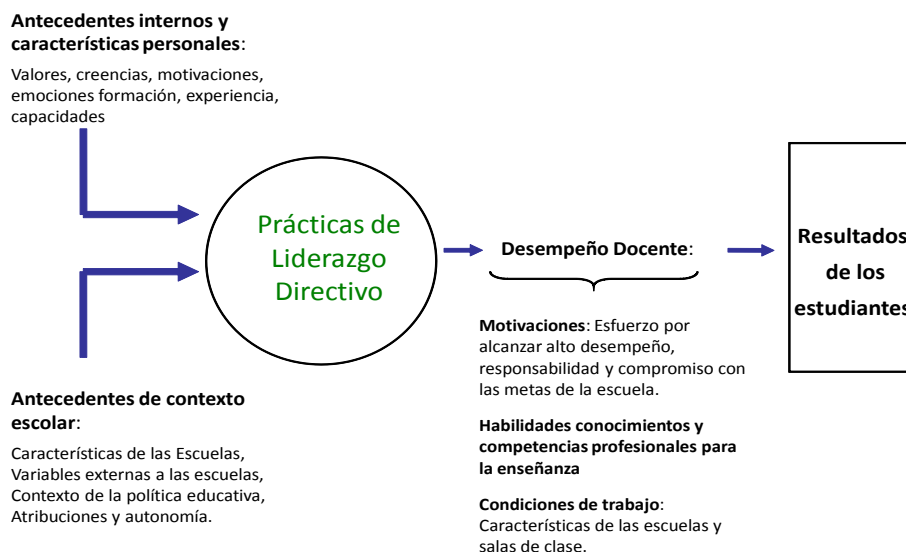 Antecedentes internos y
características personales:
Valores, creencias, motivaciones,
emociones formación, experiencia,
capacidades
Prácticas de
Liderazgo
Directivo
Antecedentes de contexto
escolar:
Características de las Escuelas,
Variables externas a las escuelas,
Contexto de la política educativa,
Atribuciones y autonomía.
Desempeño Docente:
Motivaciones: Esfuerzo por
alcanzar alto desempeño,
responsabilidad y compromiso con
las metas de la escuela.
Habilidades conocimientos y
competencias profesionales para
la enseñanza
Condiciones de trabajo:
Características de las escuelas y
salas de clase.
Resultados
de los
estudiantes